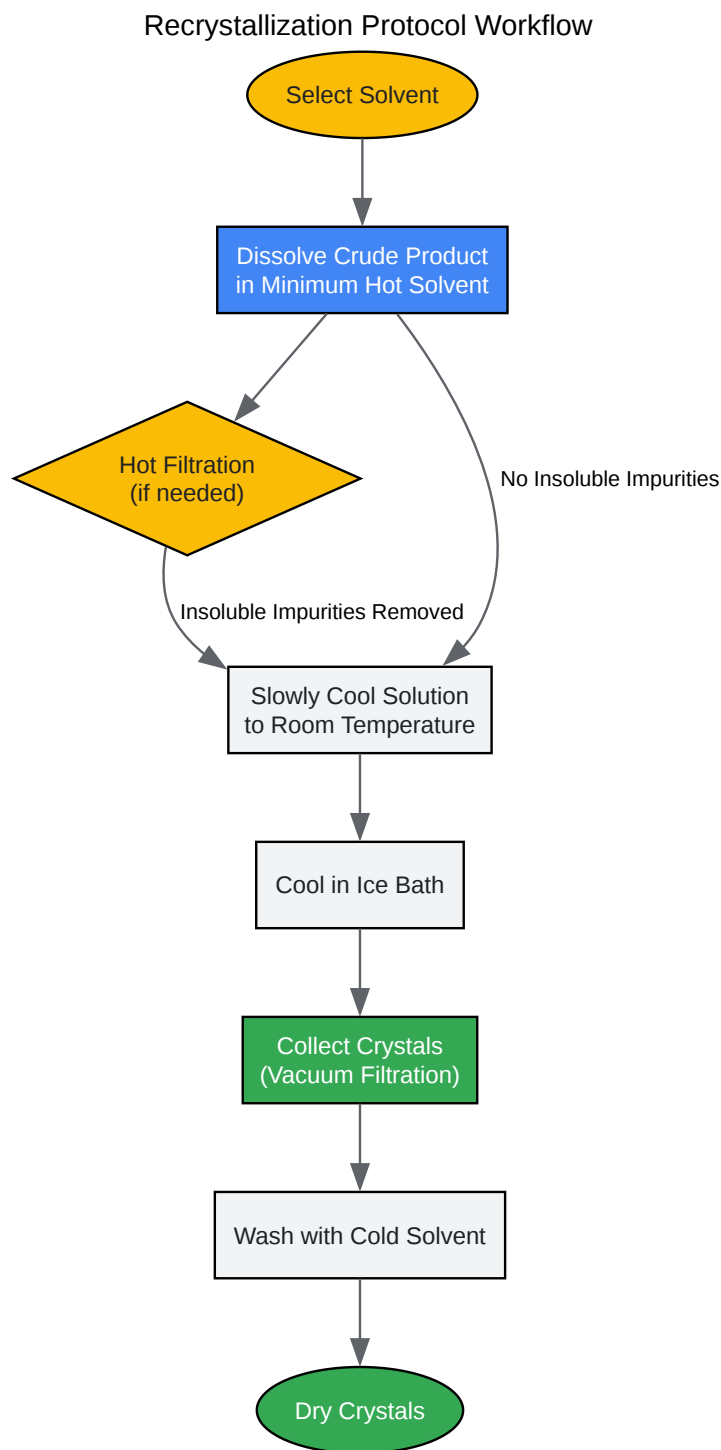 Recrystallization Protocol Workflow
Select Solvent
Dissolve Crude Product
in Minimum Hot Solvent
Hot Filtration
(if needed)
No Insoluble Impurities
Insoluble Impurities Removed
Slowly Cool Solution
to Room Temperature
Cool in Ice Bath
Collect Crystals
(Vacuum Filtration)
Wash with Cold Solvent
Dry Crystals